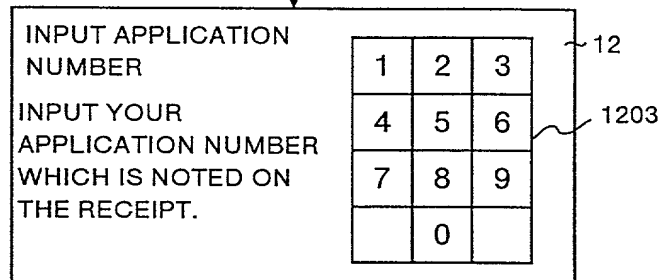 INPUT APPLICATION
NUMBER
INPUT YOUR
APPLICATION NUMBER
WHICH IS NOTED ON
THE RECEIPT.
1 2 3
4 5 6
7 8 9
0
12
1203